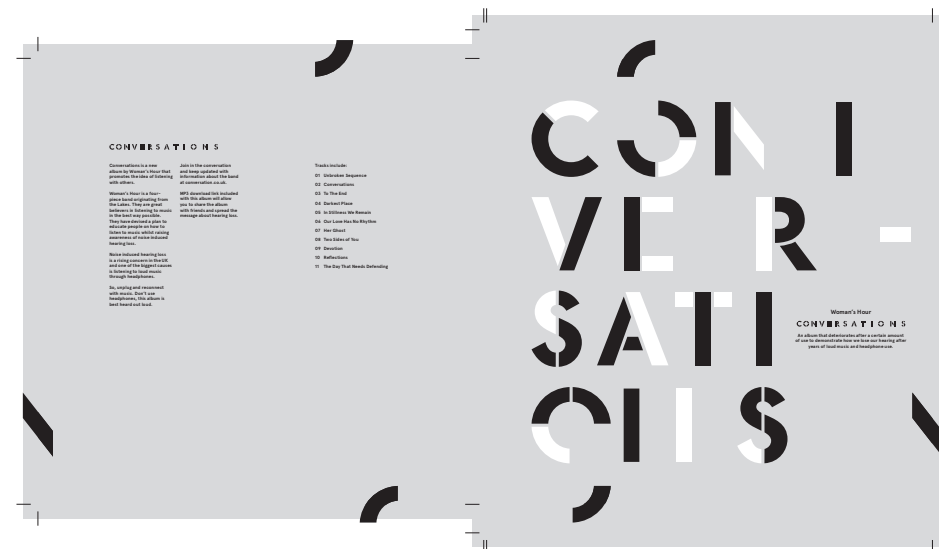 CONVERSATIONS
Conversations is a new
album by Woman's Hour that
promotes the idea of listening
with others.
Woman's Hour is a four-
piece band originating from
the Lakes. They are great
believers in listening to music
in the best way possible.
They have devised a plan to
educate people on how to
listen to music whilst raising
awareness of noise induced
hearing loss.
Noise induced hearing loss
is a rising concern in the UK
and one of the biggest causes
is listening to loud music
through headphones.
So, unplug and reconnect
with music. Don't use
headphones, this album is
best heard out loud.
Join in the conversation
and keep updated with
information about the band
at conversation.co.uk.
MP3 download link included
with this album will allow
you to share the album
with friends and spread the
message about hearing loss.
Tracks include:
01 Unbroken Sequence
02 Conversations
03 To The End
04 Darkest Place
05 In Stillness We Remain
06 Our Love Has No Rhythm
07 Her Ghost
08 Two Sides of You
09 Devotion
10 Reflections
11 The Day That Needs Defending
CON
VER-
SATI
ONS
Woman's Hour
CONVERSATIONS
An album that deteriorates after a certain amount
of use to demonstrate how we lose our hearing after
years of loud music and headphone use.